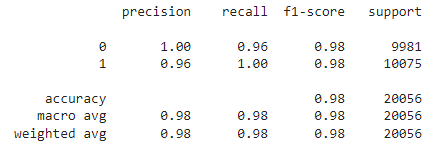 precision recall f1-score support
0 1.00 0.96 0.98 9981
1 0.96 1.00 0.98 10075
accuracy 0.98 20056
macro avg 0.98 0.98 0.98 20056
weighted avg 0.98 0.98 0.98 20056